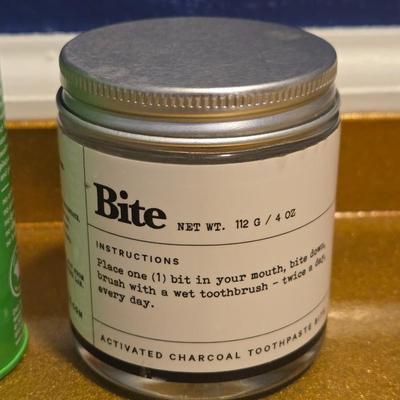 Bite NET WT. 112 G / 4 OZ
INSTRUCTIONS
Place one (1) bit in your mouth, bite down,
brush with a wet toothbrush - twice a day,
every day.
ACTIVATED CHARCOAL TOOTHPASTE BITS